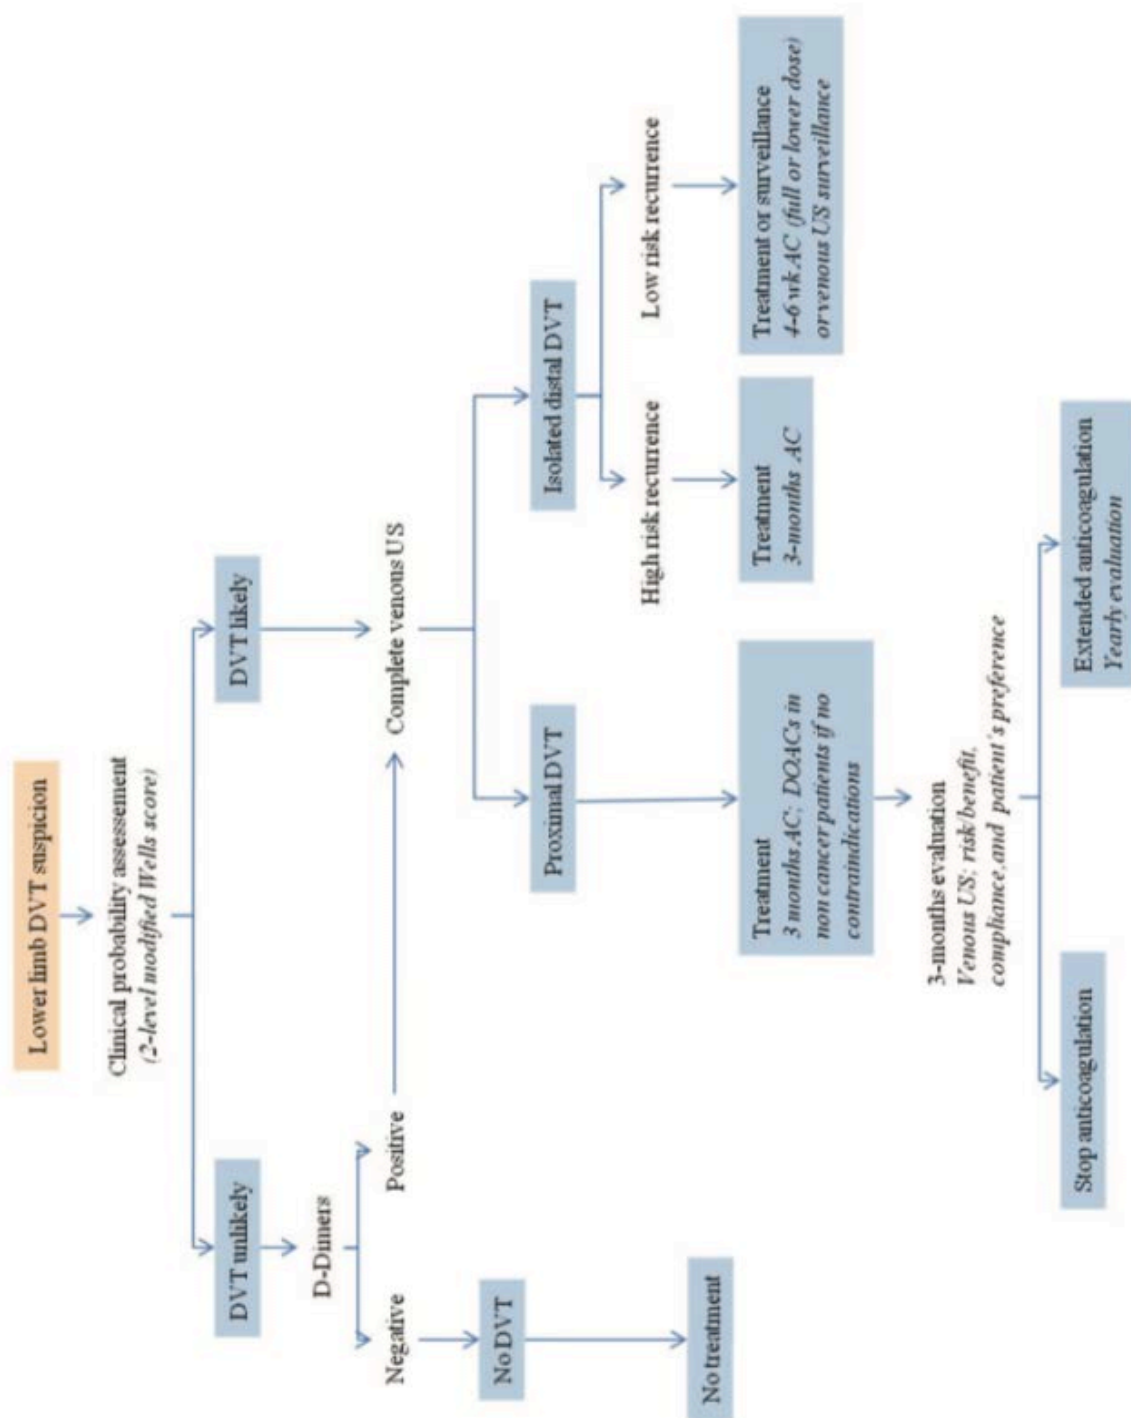 Lower limb DVT suspicion
Clinical probability assessement
(2-level modified Wells score)
DVT unlikely
DVT likely
D-Dimers
Negative
Positive
Complete venous US
No DVT
Proximal DVT
Isolated distal DVT
High risk recurrence
Low risk recurrence
No treatment
Treatment
3 months AC; DOACs in
non cancer patients if no
contraindications
Treatment
3-months AC
Treatment or surveillance
4-6 wk AC (full or lower dose)
or venous US surveillance
3-months evaluation
Venous US; risk/benefit,
compliance, and patient's preference
Stop anticoagulation
Extended anticoagulation
Yearly evaluation